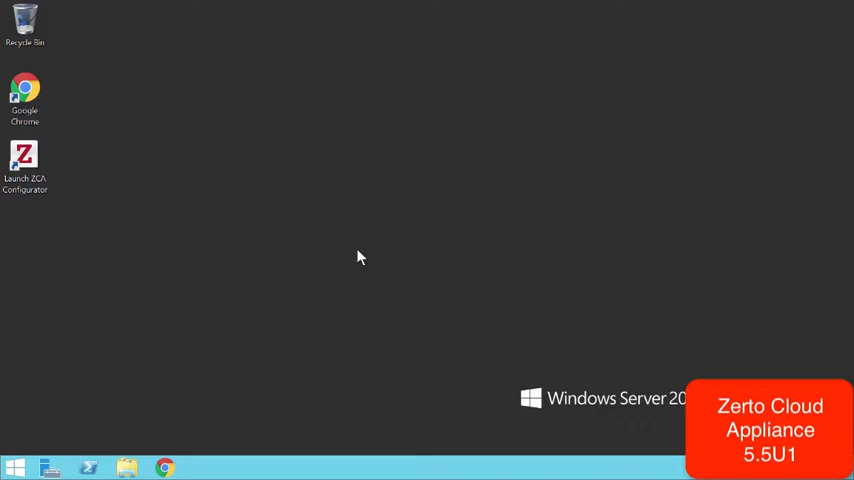 Recycle Bin
Google
Chrome
Z
Launch ZCA
Configurator
Windows Server 20
Zerto Cloud
Appliance
5.5U1